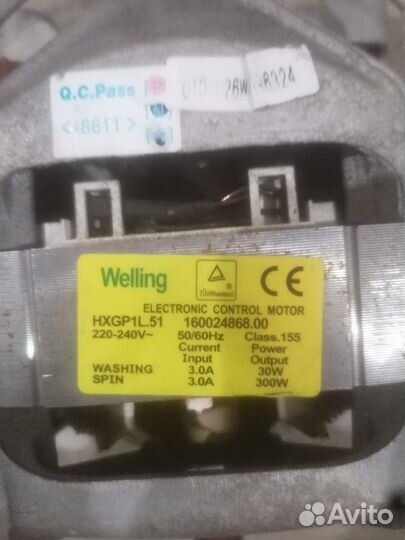 Q.C.Pass
<8611>
Welling
TÜVRheinland
CE
ELECTRONIC CONTROL MOTOR
HXGP1L.51 160024868.00
220-240V~ 50/60Hz Class.155
Current Power
Input Output
WASHING 3.0A 30W
SPIN 3.0A 300W
Avito